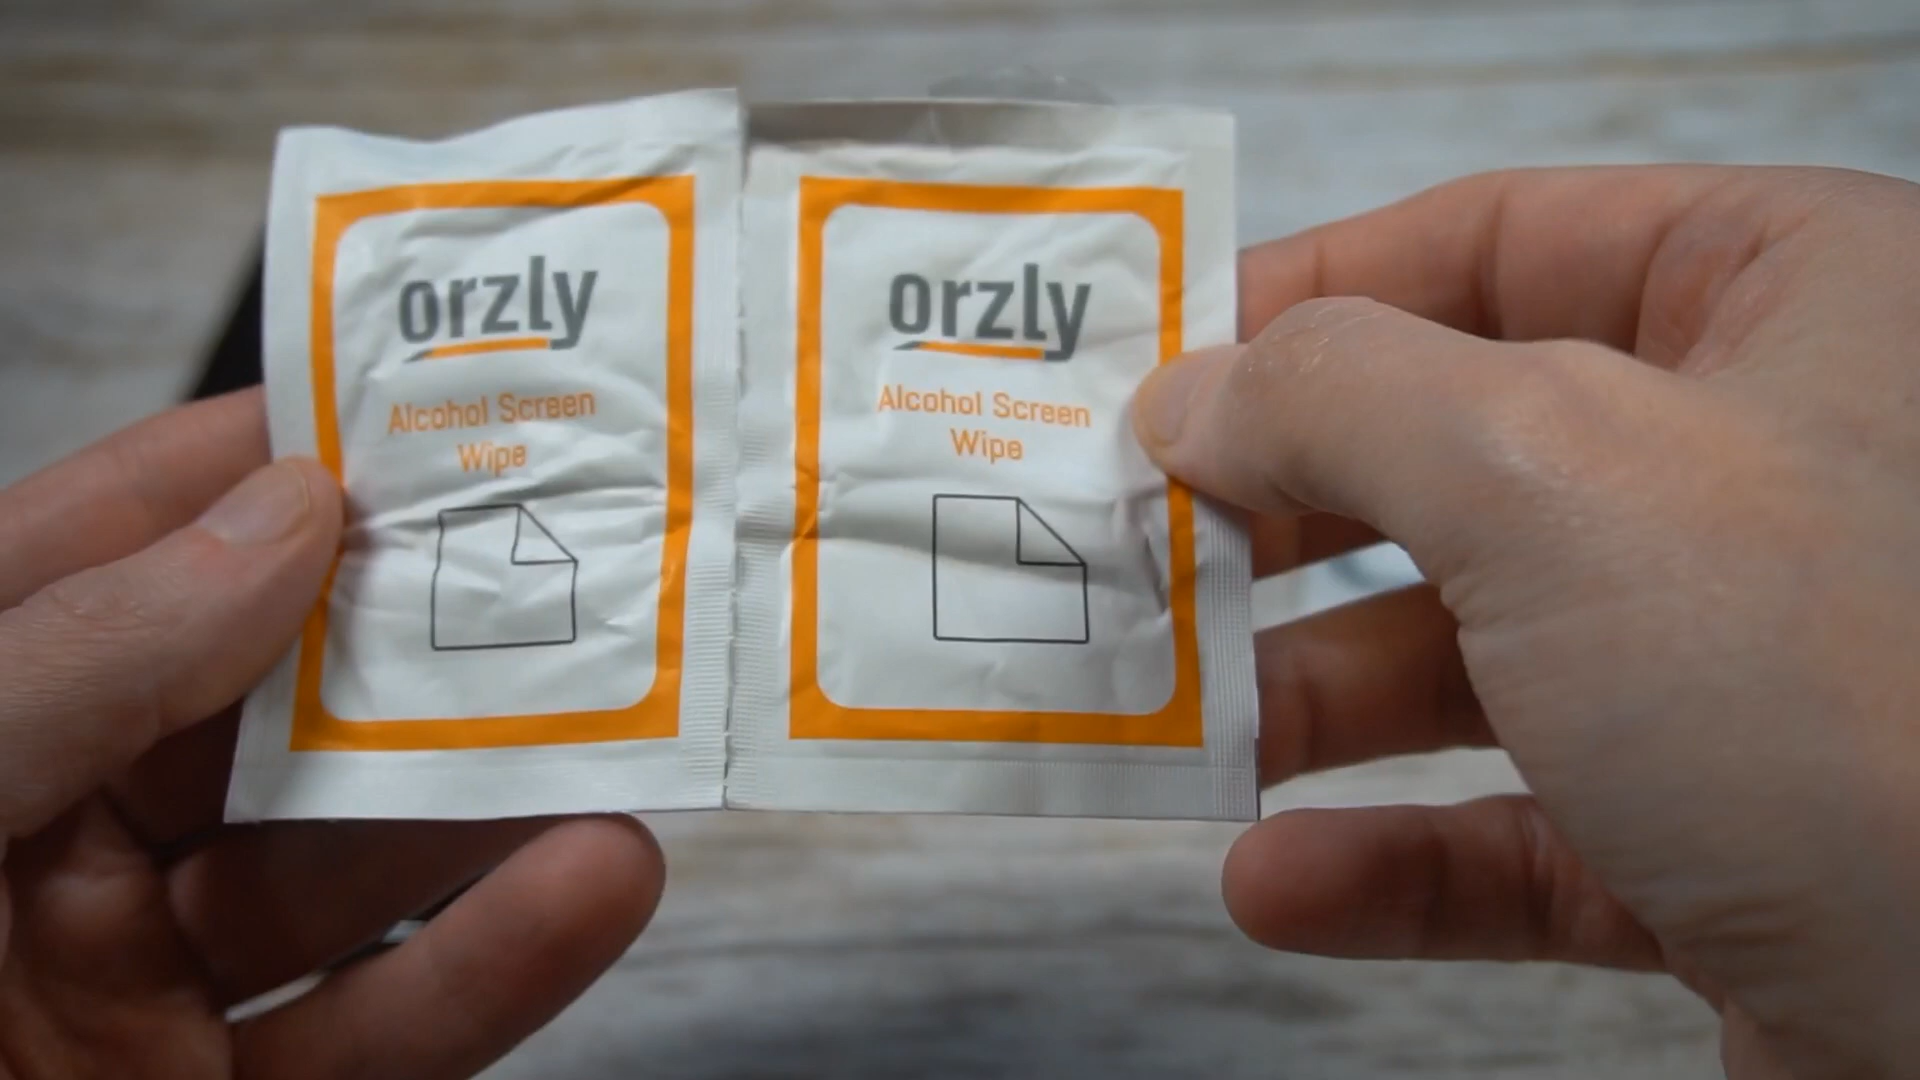 orzly
Alcohol Screen
Wipe
orzly
Alcohol Screen
Wipe